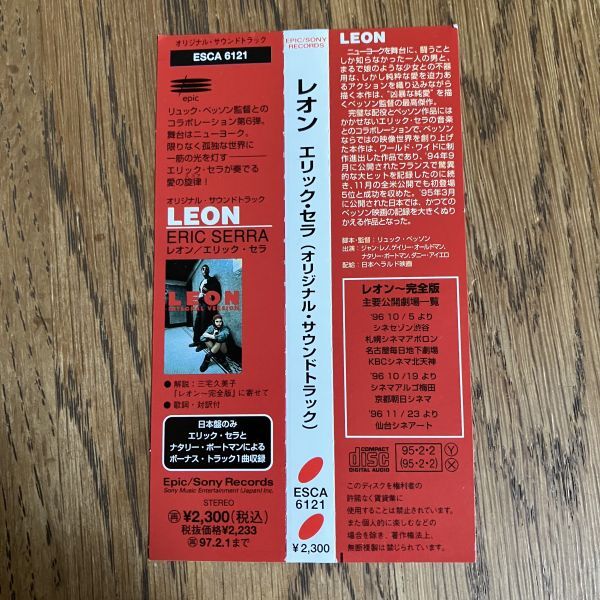 オリジナル・サウンドトラック
ESCA 6121
epic
リュック・ベッソン監督との
コラボレーション第6弾。
舞台はニューヨーク。
限りなく孤独な世界に
一筋の光を灯す──
エリック・セラが奏でる
愛の旋律!
オリジナル・サウンドトラック
LEON
ERIC SERRA
レオン/エリック・セラ
LEON
INTEGRAL VERSION
● 解説:三宅久美子
「レオン~完全版」に寄せて
● 歌詞・対訳付
日本盤のみ
エリック・セラと
ナタリー・ポートマンによる
ボーナス・トラック1曲収録
Epic/Sony Records
Sony Music Entertainment (Japan) Inc.
STEREO
再 ¥2,300(税込)
税抜価格¥2,233
再 97.2.1まで
EPIC/SONY
RECORDS
レオン エリック・セラ(オリジナル・サウンドトラック)
ESCA
6121
¥2,300
LEON
ニューヨークを舞台に、闘うこと
しか知らなかった一人の男と、
まるで娘のような少女との不器
用な、しかし純粋な愛を迫力あ
るアクションを織り込みながら
描く本作は、“凶暴な純愛”を描
くベッソン監督の最高傑作。
完璧な配役とベッソン作品には
かかせないエリック・セラの音楽
とのコラボレーションで、ベッソン
ならではの映像世界を創り上げ
た本作は、ワールド・ワイドに制
作進出した作品であり、'94年9
月に公開されたフランスで驚異
的な大ヒットを記録したのに続
き、11月の全米公開でも初登場
5位と成功を収めた。'95年3月
に公開された日本では、かつての
ベッソン映画の記録を大きくぬり
かえる作品となった。
脚本・監督:リュック・ベッソン
出演:ジャン・レノ、ゲイリー・オールドマン、
ナタリー・ポートマン、ダニー・アイエロ
配給:日本ヘラルド映画
レオン~完全版
主要公開劇場一覧
'96 10/5より
シネセゾン渋谷
札幌シネマアポロン
名古屋毎日地下劇場
KBCシネマ北天神
'96 10/19より
シネマアルゴ梅田
京都朝日シネマ
'96 11/23より
仙台シネアート
COMPACT
disc
DIGITAL AUDIO
95・2・2
(95・2・2)
Y
X
このディスクを権利者の
許諾なく賃貸業に
使用することは禁止されています。
また個人的に楽しむなどの
場合を除き、著作権法上、
無断複製は禁じられています。